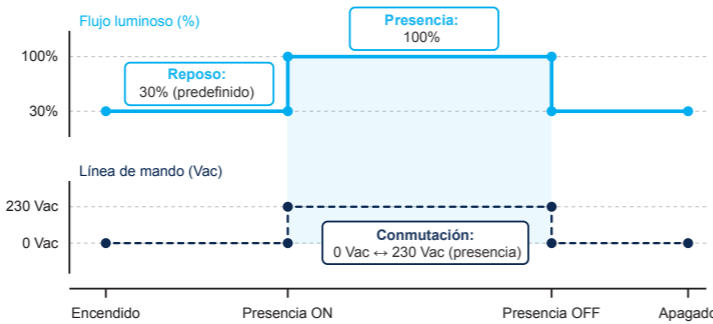 Flujo luminoso (%)
Presencia:
100%
100%
Reposo:
30% (predefinido)
30%
Línea de mando (Vac)
230 Vac
Conmutación:
0 Vac ↔ 230 Vac (presencia)
0 Vac
Encendido
Presencia ON
Presencia OFF
Apagado